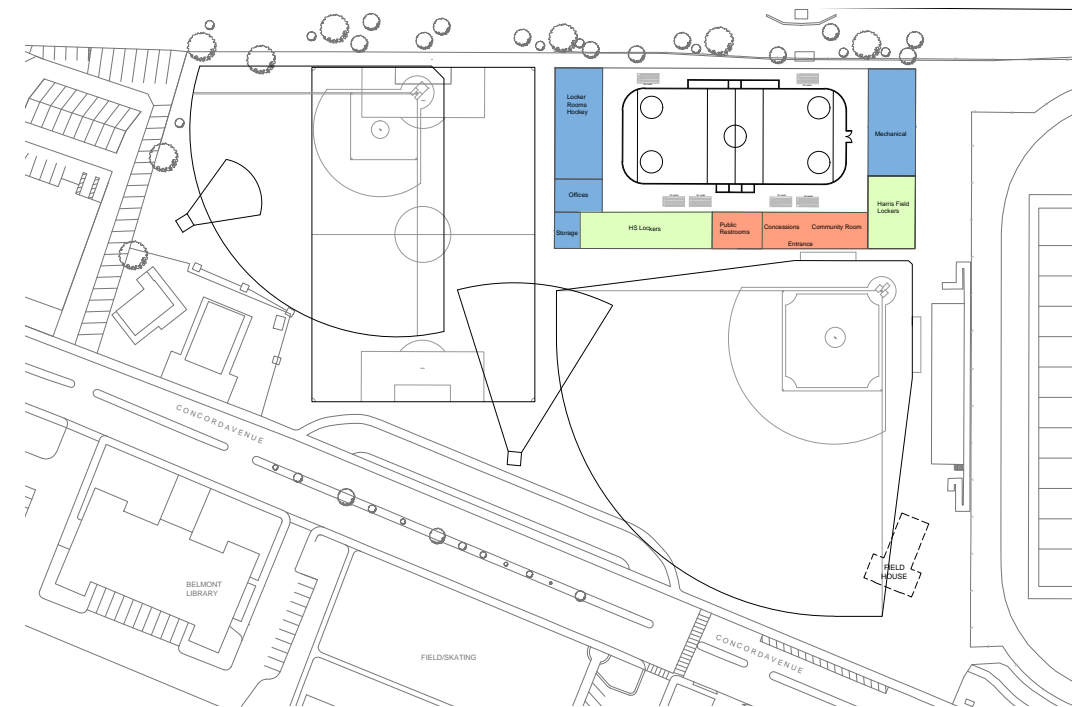 Locker
Rooms
Hockey
Mechanical
Offices
Harris Field
Lockers
Storage
HS Lockers
Public
Restrooms
Concessions
Community Room
Entrance
CONCORDAVENUE
FIELD
HOUSE
BELMONT
LIBRARY
FIELD/SKATING
CONCORDAVENUE